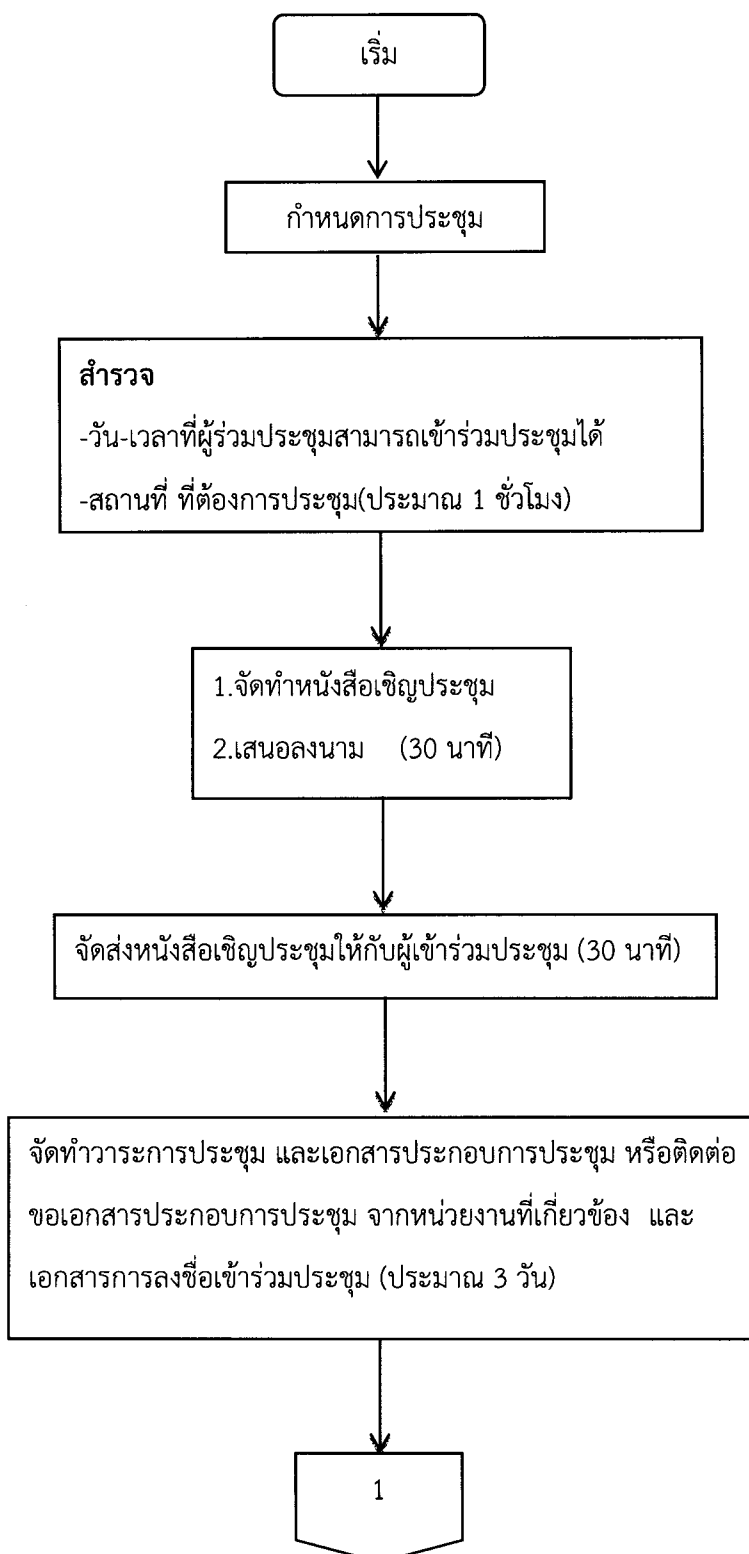 เริ่ม
กำหนดการประชุม
สำรวจ
-วัน-เวลาที่ผู้ร่วมประชุมสามารถเข้าร่วมประชุมได้
-สถานที่ ที่ต้องการประชุม(ประมาณ 1 ชั่วโมง)
1.จัดทำหนังสือเชิญประชุม
2.เสนอลงนาม (30 นาที)
จัดส่งหนังสือเชิญประชุมให้กับผู้เข้าร่วมประชุม (30 นาที)
จัดทำวาระการประชุม และเอกสารประกอบการประชุม หรือติดต่อ
ขอเอกสารประกอบการประชุม จากหน่วยงานที่เกี่ยวข้อง และ
เอกสารการลงชื่อเข้าร่วมประชุม (ประมาณ 3 วัน)
1